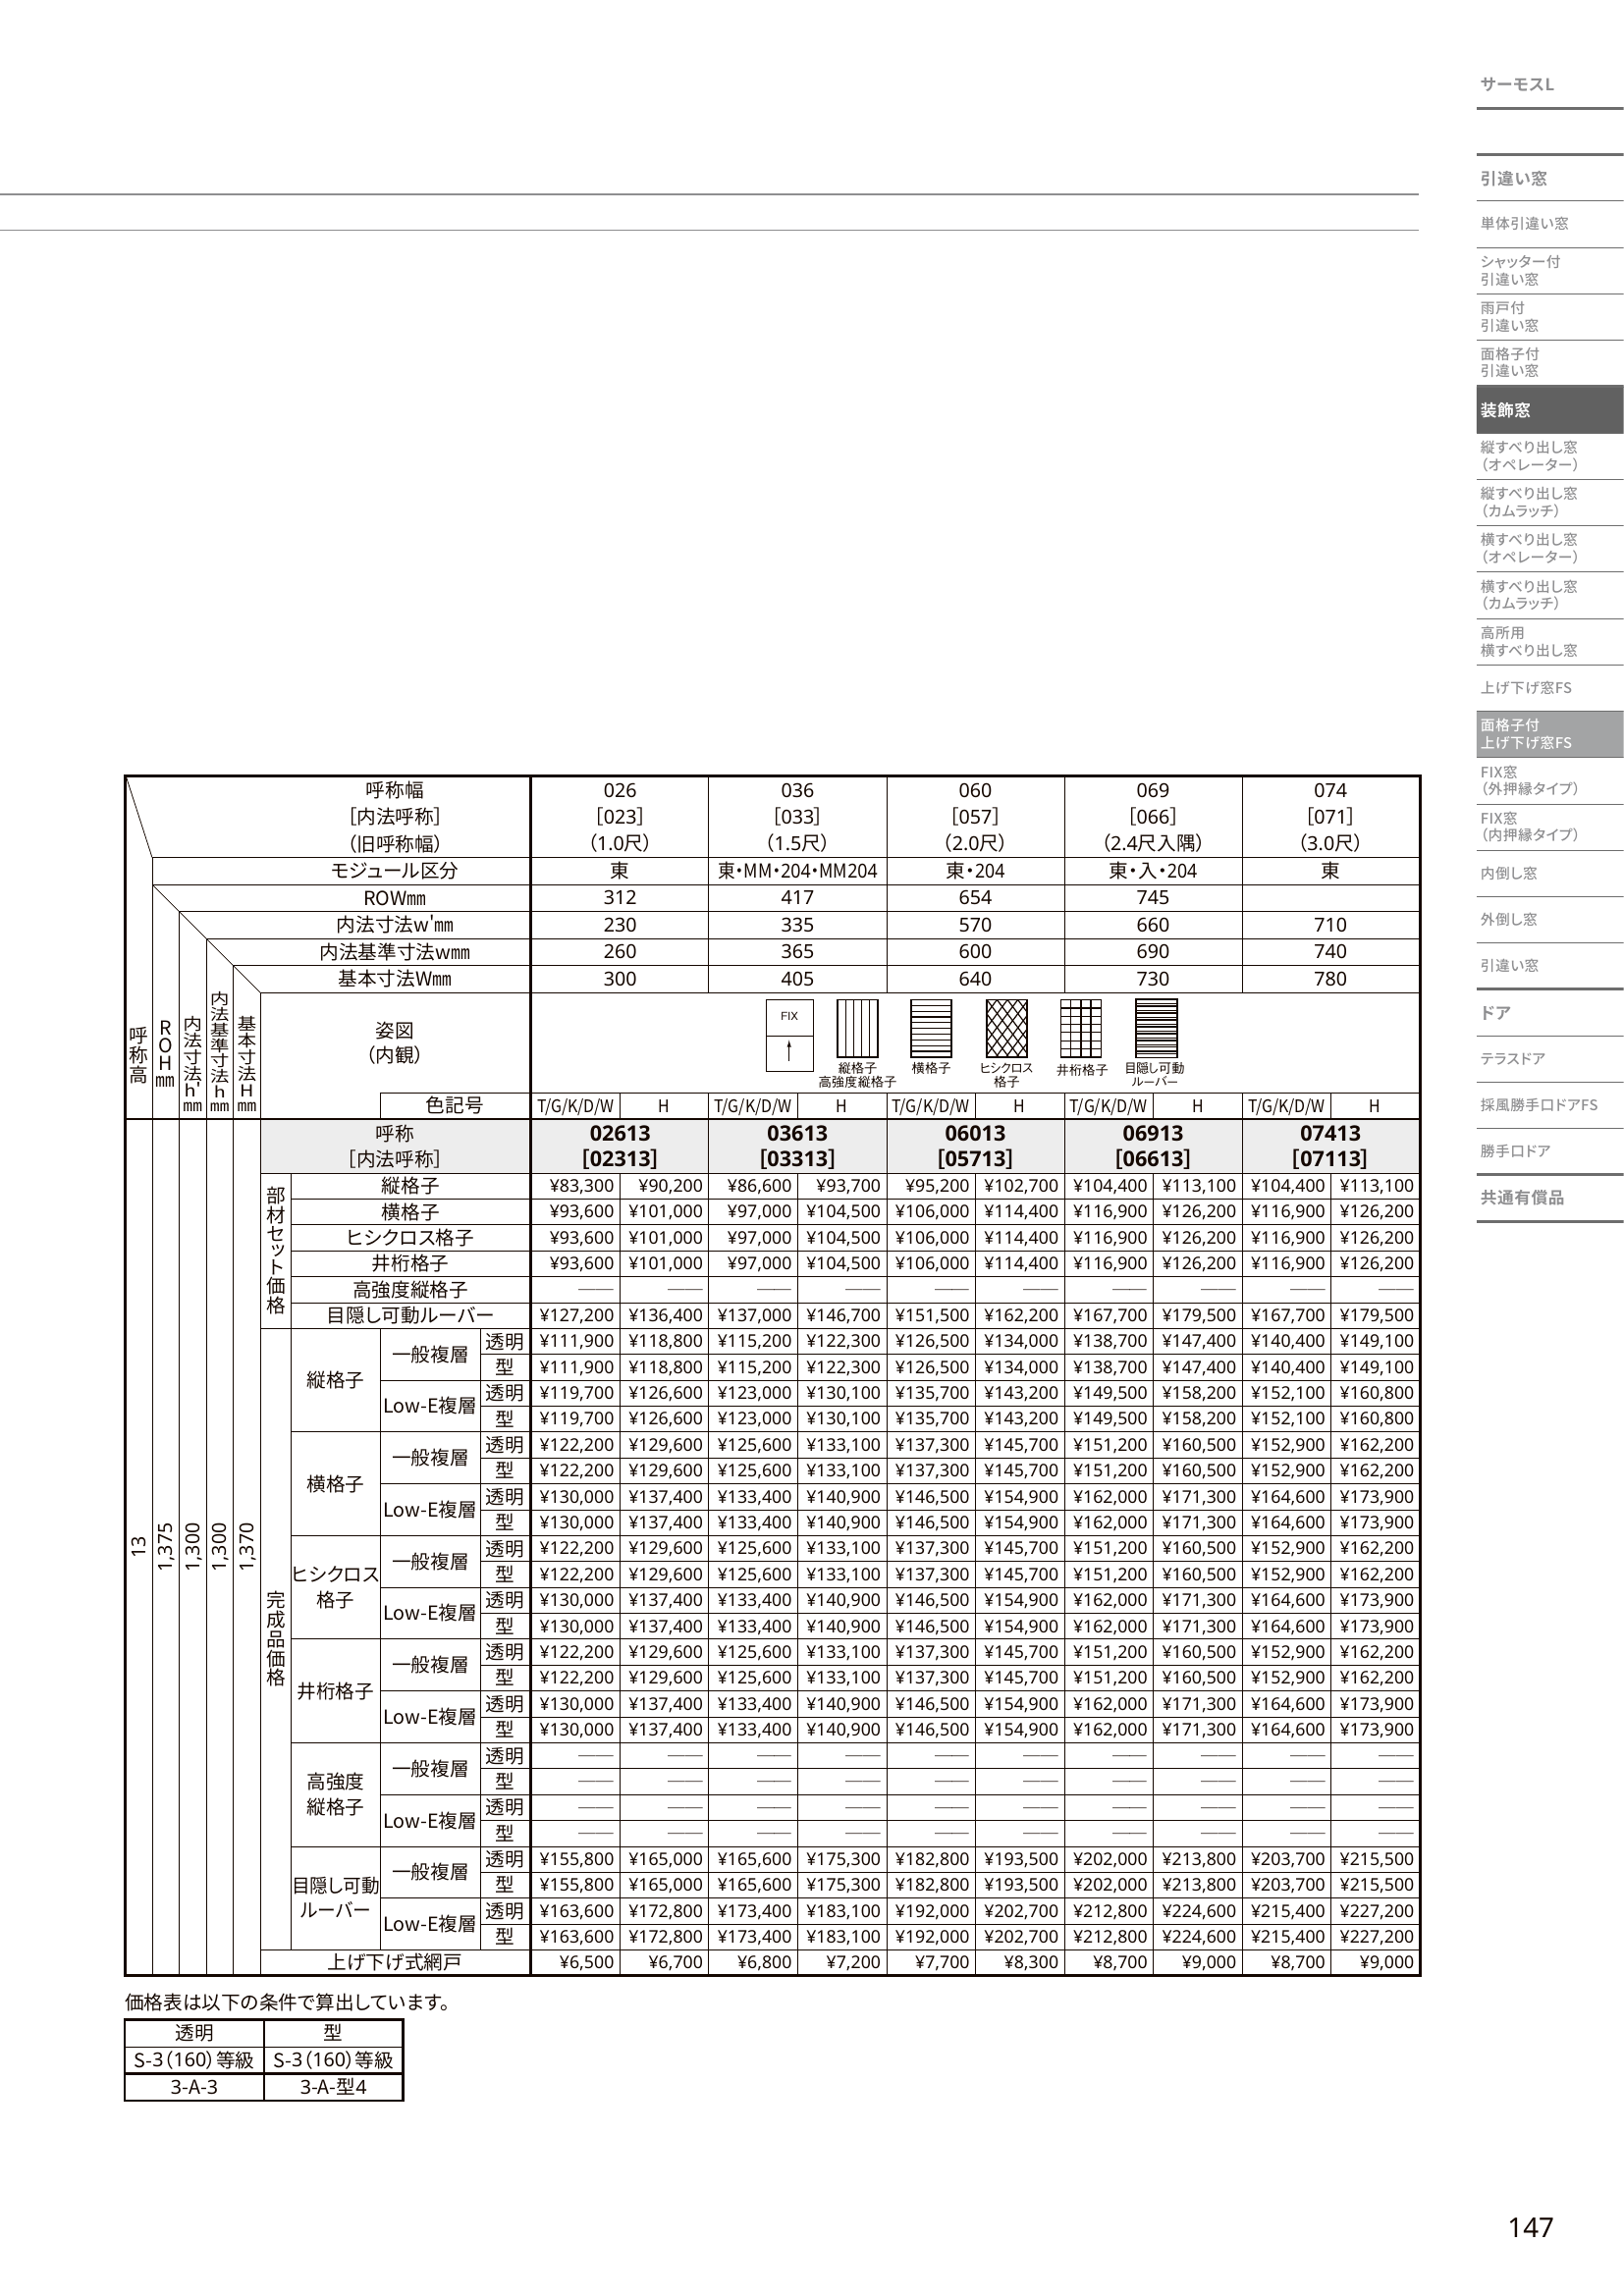 サーモスL
引違い窓
単体引違い窓
シャッター付
引違い窓
雨戸付
引違い窓
面格子付
引違い窓
装飾窓
縦すべり出し窓
（オペレーター）
縦すべり出し窓
（カムラッチ）
横すべり出し窓
（オペレーター）
横すべり出し窓
（カムラッチ）
高所用
横すべり出し窓
上げ下げ窓FS
面格子付
上げ下げ窓FS
FIX窓
（外押縁タイプ）
FIX窓
（内押縁タイプ）
内倒し窓
外倒し窓
引違い窓
ドア
テラスドア
採風勝手口ドアFS
勝手口ドア
共通有償品
呼称幅 026 036 060 069 074
［内法呼称］ ［023］ ［033］ ［057］ ［066］ ［071］
（旧呼称幅） （1.0尺） （1.5尺） （2.0尺） （2.4尺入隅） （3.0尺）
モジュール区分 東 東・MM・204・MM204 東・204 東・入・204 東
ROW㎜ 312 417 654 745
内法寸法w'㎜ 230 335 570 660 710
内法基準寸法w㎜ 260 365 600 690 740
基本寸法W㎜ 300 405 640 730 780
呼称高
ROH㎜
内法寸法h'㎜
内法基準寸法h㎜
基本寸法H㎜
姿図
（内観）
FIX
縦格子
高強度縦格子
横格子
ヒシクロス
格子
井桁格子
目隠し可動
ルーバー
色記号 T/G/K/D/W H T/G/K/D/W H T/G/K/D/W H T/G/K/D/W H T/G/K/D/W H
13
1,375
1,300
1,300
1,370
呼称 02613 03613 06013 06913 07413
［内法呼称］ ［02313］ ［03313］ ［05713］ ［06613］ ［07113］
部材セット価格
縦格子 ¥83,300 ¥90,200 ¥86,600 ¥93,700 ¥95,200 ¥102,700 ¥104,400 ¥113,100 ¥104,400 ¥113,100
横格子 ¥93,600 ¥101,000 ¥97,000 ¥104,500 ¥106,000 ¥114,400 ¥116,900 ¥126,200 ¥116,900 ¥126,200
ヒシクロス格子 ¥93,600 ¥101,000 ¥97,000 ¥104,500 ¥106,000 ¥114,400 ¥116,900 ¥126,200 ¥116,900 ¥126,200
井桁格子 ¥93,600 ¥101,000 ¥97,000 ¥104,500 ¥106,000 ¥114,400 ¥116,900 ¥126,200 ¥116,900 ¥126,200
高強度縦格子 —— —— —— —— —— —— —— —— —— ——
目隠し可動ルーバー ¥127,200 ¥136,400 ¥137,000 ¥146,700 ¥151,500 ¥162,200 ¥167,700 ¥179,500 ¥167,700 ¥179,500
完成品価格
縦格子 一般複層 透明 ¥111,900 ¥118,800 ¥115,200 ¥122,300 ¥126,500 ¥134,000 ¥138,700 ¥147,400 ¥140,400 ¥149,100
型 ¥111,900 ¥118,800 ¥115,200 ¥122,300 ¥126,500 ¥134,000 ¥138,700 ¥147,400 ¥140,400 ¥149,100
Low-E複層 透明 ¥119,700 ¥126,600 ¥123,000 ¥130,100 ¥135,700 ¥143,200 ¥149,500 ¥158,200 ¥152,100 ¥160,800
型 ¥119,700 ¥126,600 ¥123,000 ¥130,100 ¥135,700 ¥143,200 ¥149,500 ¥158,200 ¥152,100 ¥160,800
横格子 一般複層 透明 ¥122,200 ¥129,600 ¥125,600 ¥133,100 ¥137,300 ¥145,700 ¥151,200 ¥160,500 ¥152,900 ¥162,200
型 ¥122,200 ¥129,600 ¥125,600 ¥133,100 ¥137,300 ¥145,700 ¥151,200 ¥160,500 ¥152,900 ¥162,200
Low-E複層 透明 ¥130,000 ¥137,400 ¥133,400 ¥140,900 ¥146,500 ¥154,900 ¥162,000 ¥171,300 ¥164,600 ¥173,900
型 ¥130,000 ¥137,400 ¥133,400 ¥140,900 ¥146,500 ¥154,900 ¥162,000 ¥171,300 ¥164,600 ¥173,900
ヒシクロス格子 一般複層 透明 ¥122,200 ¥129,600 ¥125,600 ¥133,100 ¥137,300 ¥145,700 ¥151,200 ¥160,500 ¥152,900 ¥162,200
型 ¥122,200 ¥129,600 ¥125,600 ¥133,100 ¥137,300 ¥145,700 ¥151,200 ¥160,500 ¥152,900 ¥162,200
Low-E複層 透明 ¥130,000 ¥137,400 ¥133,400 ¥140,900 ¥146,500 ¥154,900 ¥162,000 ¥171,300 ¥164,600 ¥173,900
型 ¥130,000 ¥137,400 ¥133,400 ¥140,900 ¥146,500 ¥154,900 ¥162,000 ¥171,300 ¥164,600 ¥173,900
井桁格子 一般複層 透明 ¥122,200 ¥129,600 ¥125,600 ¥133,100 ¥137,300 ¥145,700 ¥151,200 ¥160,500 ¥152,900 ¥162,200
型 ¥122,200 ¥129,600 ¥125,600 ¥133,100 ¥137,300 ¥145,700 ¥151,200 ¥160,500 ¥152,900 ¥162,200
Low-E複層 透明 ¥130,000 ¥137,400 ¥133,400 ¥140,900 ¥146,500 ¥154,900 ¥162,000 ¥171,300 ¥164,600 ¥173,900
型 ¥130,000 ¥137,400 ¥133,400 ¥140,900 ¥146,500 ¥154,900 ¥162,000 ¥171,300 ¥164,600 ¥173,900
高強度縦格子 一般複層 透明 —— —— —— —— —— —— —— —— —— ——
型 —— —— —— —— —— —— —— —— —— ——
Low-E複層 透明 —— —— —— —— —— —— —— —— —— ——
型 —— —— —— —— —— —— —— —— —— ——
目隠し可動ルーバー 一般複層 透明 ¥155,800 ¥165,000 ¥165,600 ¥175,300 ¥182,800 ¥193,500 ¥202,000 ¥213,800 ¥203,700 ¥215,500
型 ¥155,800 ¥165,000 ¥165,600 ¥175,300 ¥182,800 ¥193,500 ¥202,000 ¥213,800 ¥203,700 ¥215,500
Low-E複層 透明 ¥163,600 ¥172,800 ¥173,400 ¥183,100 ¥192,000 ¥202,700 ¥212,800 ¥224,600 ¥215,400 ¥227,200
型 ¥163,600 ¥172,800 ¥173,400 ¥183,100 ¥192,000 ¥202,700 ¥212,800 ¥224,600 ¥215,400 ¥227,200
上げ下げ式網戸 ¥6,500 ¥6,700 ¥6,800 ¥7,200 ¥7,700 ¥8,300 ¥8,700 ¥9,000 ¥8,700 ¥9,000
価格表は以下の条件で算出しています。
透明 型
S-3（160）等級 S-3（160）等級
3-A-3 3-A-型4
147